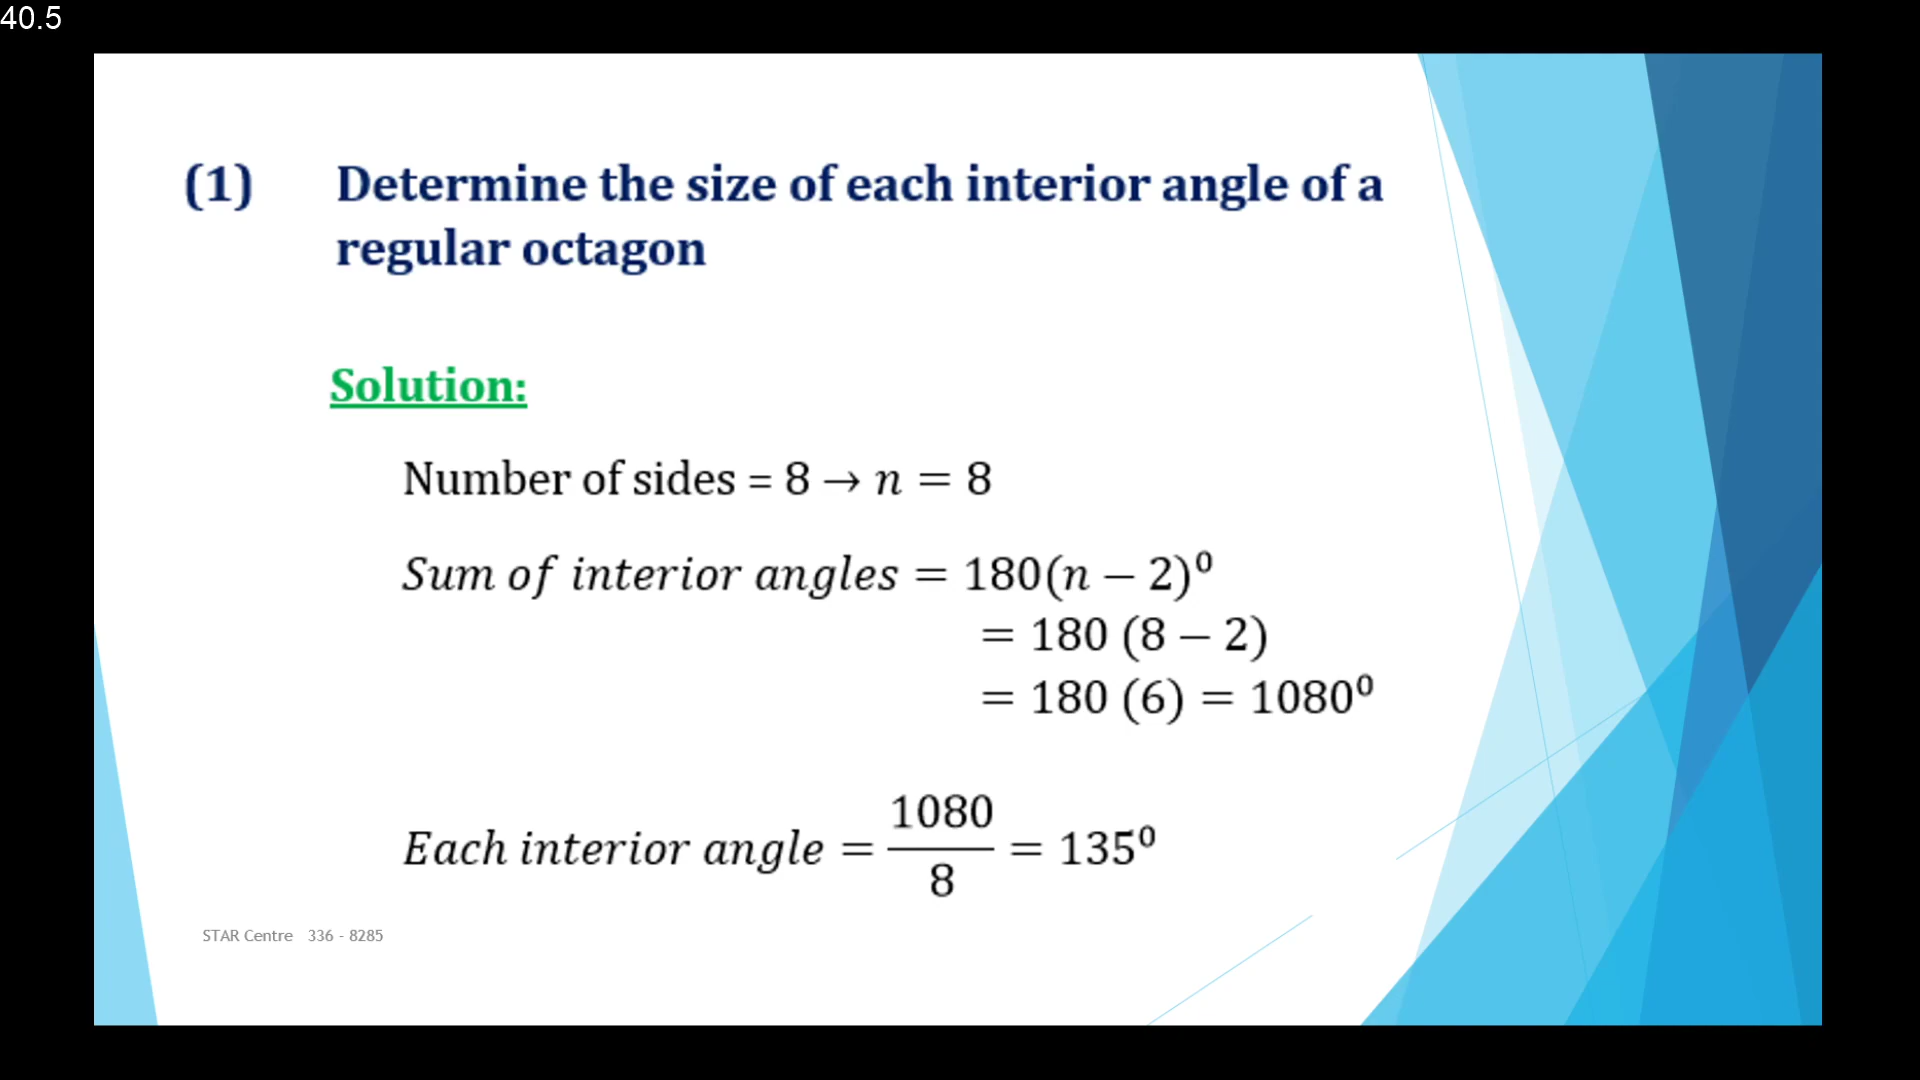 40.5
(1) Determine the size of each interior angle of a
regular octagon
Solution:
Number of sides = 8 → n = 8
Sum of interior angles = 180(n − 2)⁰
= 180 (8 − 2)
= 180 (6) = 1080⁰
Each interior angle = 1080/8 = 135⁰
STAR Centre 336 - 8285